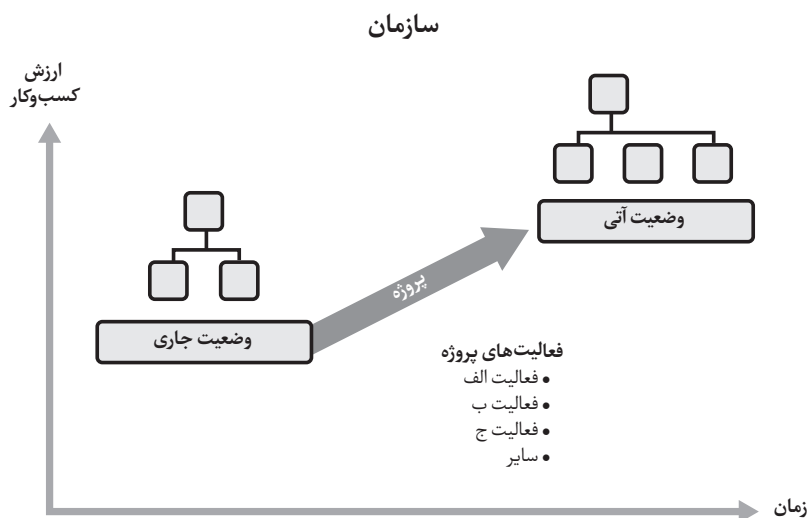 سازمان
ارزش
کسب‌وکار
وضعیت آتی
پروژه
وضعیت جاری
فعالیت‌های پروژه
• فعالیت الف
• فعالیت ب
• فعالیت ج
• سایر
زمان